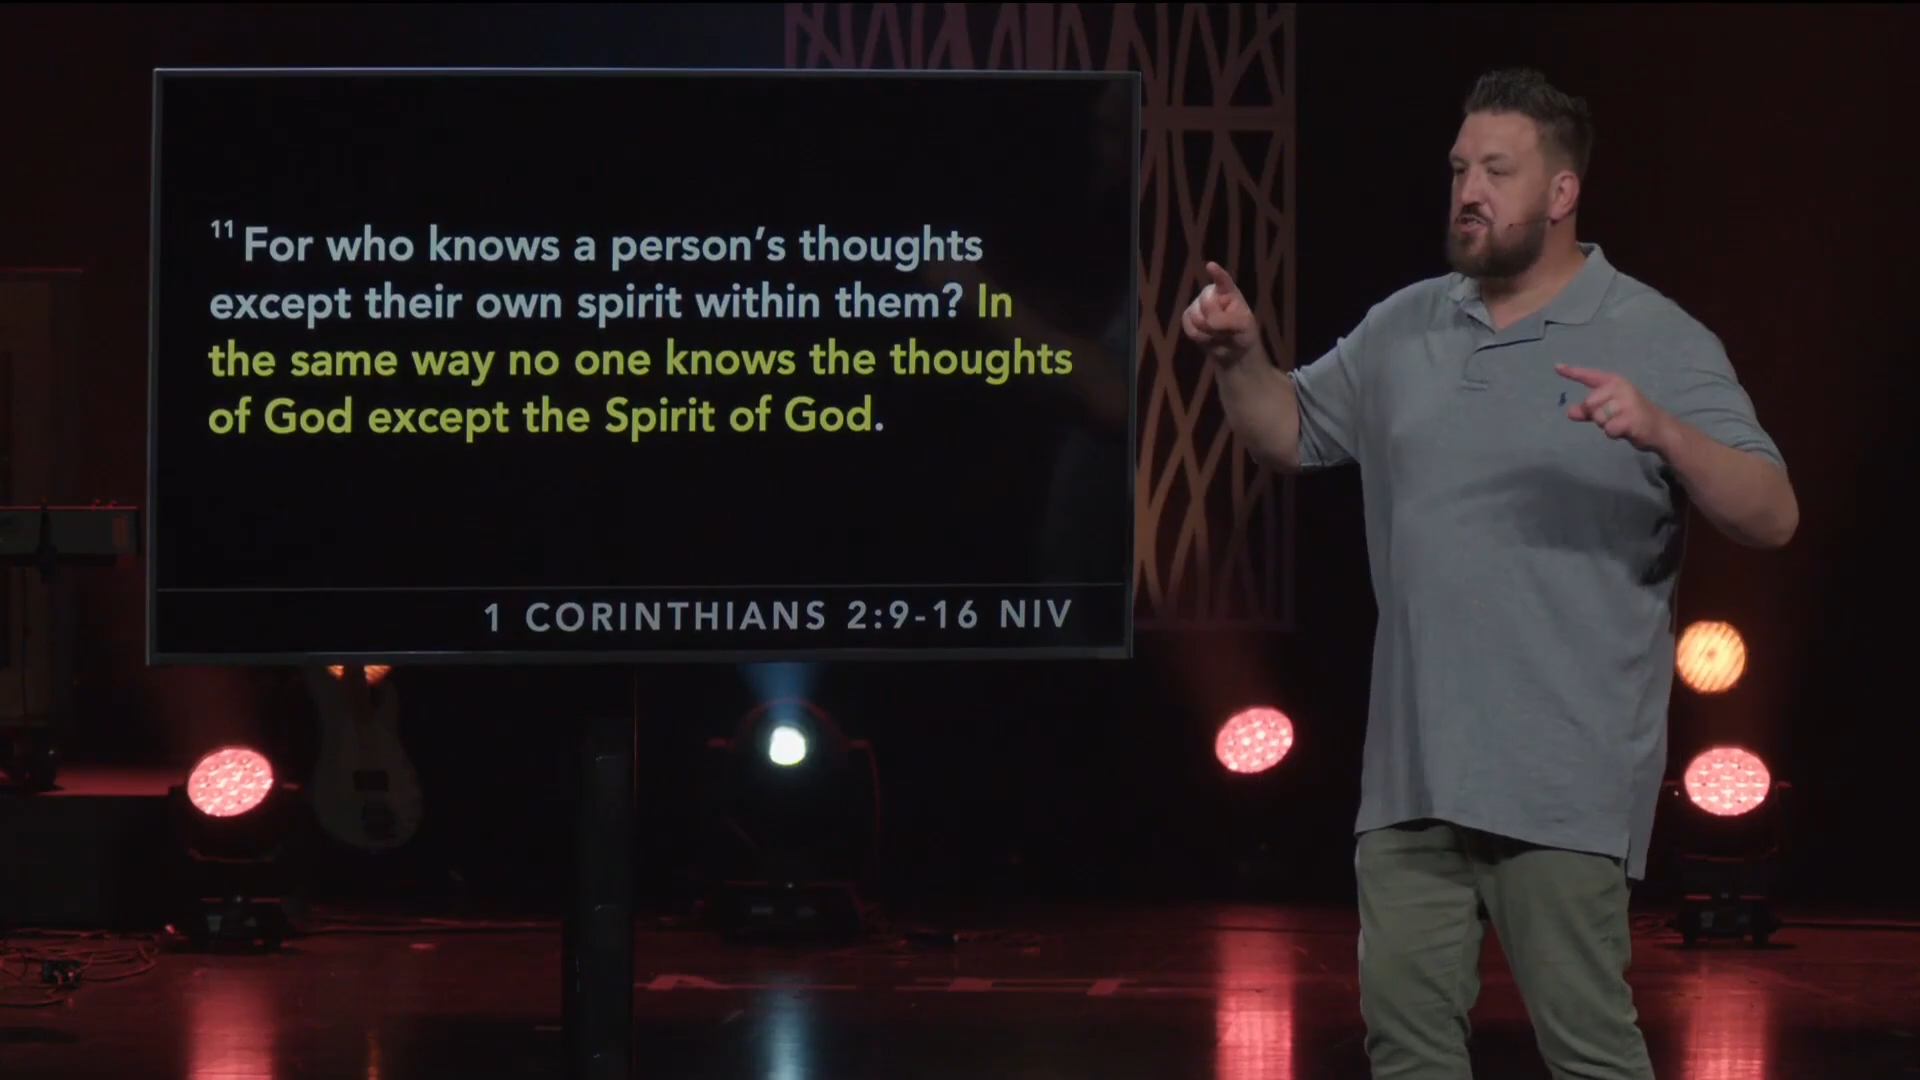 11 For who knows a person’s thoughts
except their own spirit within them? In
the same way no one knows the thoughts
of God except the Spirit of God.
1 CORINTHIANS 2:9-16 NIV